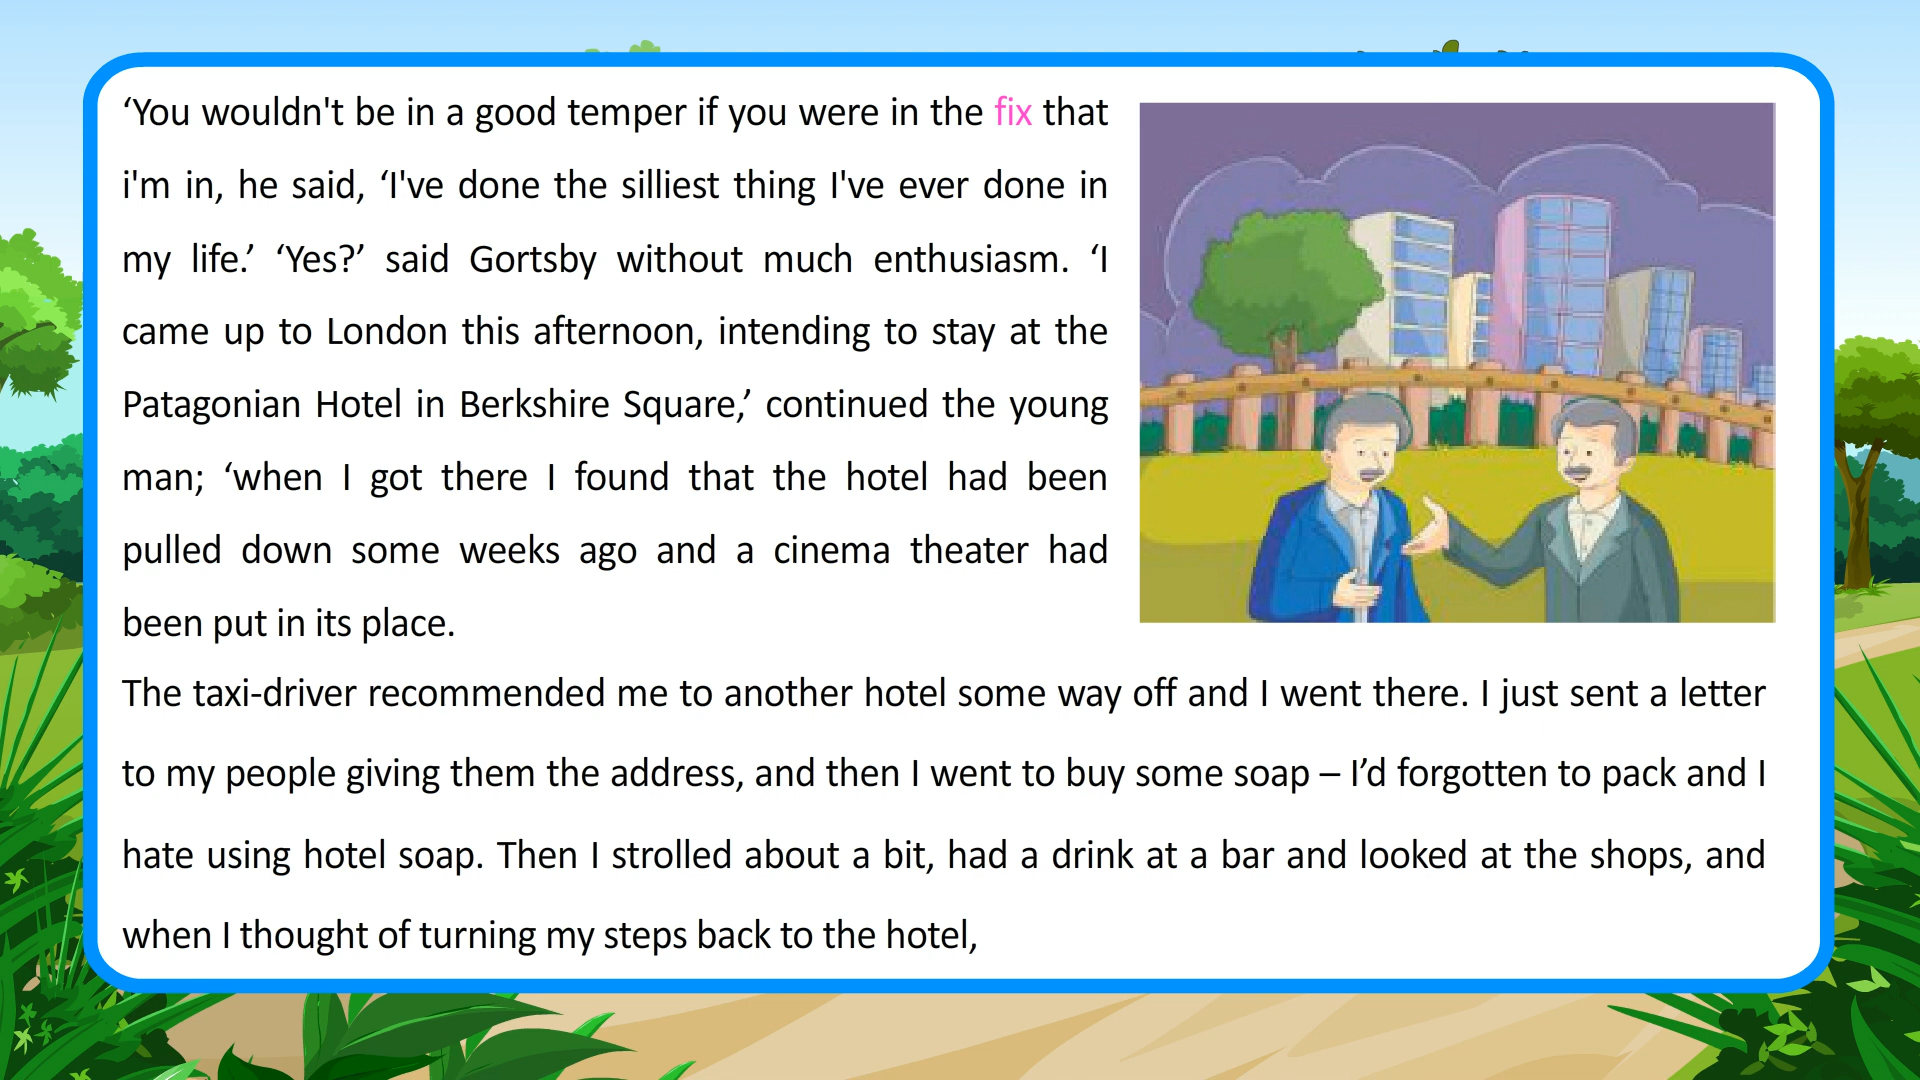 ‘You wouldn't be in a good temper if you were in the fix that
i'm in, he said, ‘I've done the silliest thing I've ever done in
my life.’ ‘Yes?’ said Gortsby without much enthusiasm. ‘I
came up to London this afternoon, intending to stay at the
Patagonian Hotel in Berkshire Square,’ continued the young
man; ‘when I got there I found that the hotel had been
pulled down some weeks ago and a cinema theater had
been put in its place.
The taxi-driver recommended me to another hotel some way off and I went there. I just sent a letter
to my people giving them the address, and then I went to buy some soap – I’d forgotten to pack and I
hate using hotel soap. Then I strolled about a bit, had a drink at a bar and looked at the shops, and
when I thought of turning my steps back to the hotel,